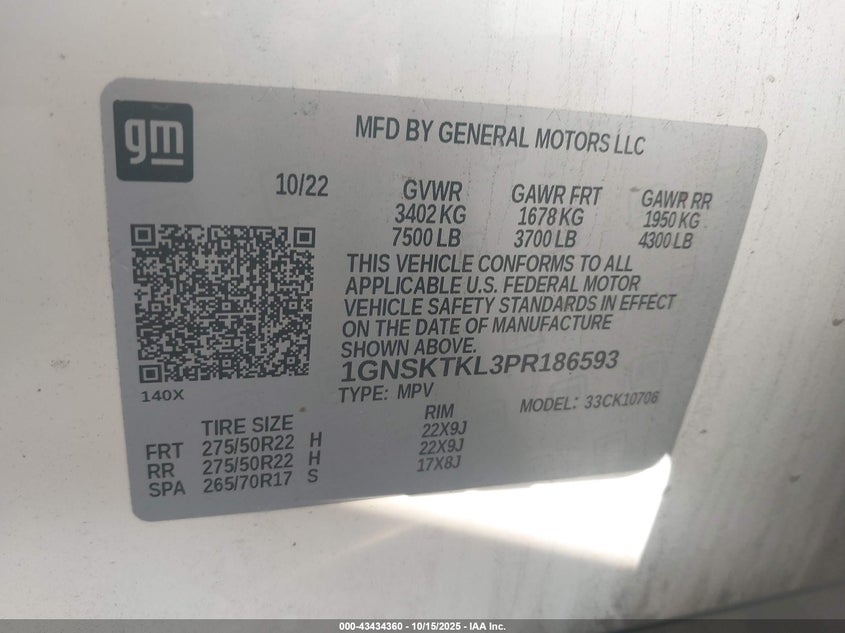 gm
MFD BY GENERAL MOTORS LLC
10/22
GVWR GAWR FRT GAWR RR
3402 KG 1678 KG 1950 KG
7500 LB 3700 LB 4300 LB
THIS VEHICLE CONFORMS TO ALL
APPLICABLE U.S. FEDERAL MOTOR
VEHICLE SAFETY STANDARDS IN EFFECT
ON THE DATE OF MANUFACTURE
SHOWN ABOVE.
1GNSKTKL3PR186593
140X
TYPE: MPV MODEL: 33CK10706
TIRE SIZE RIM
FRT 275/50R22 H 22X9J
RR 275/50R22 H 22X9J
SPA 265/70R17 S 17X8J
000-43434360 - 10/15/2025 - IAA Inc.